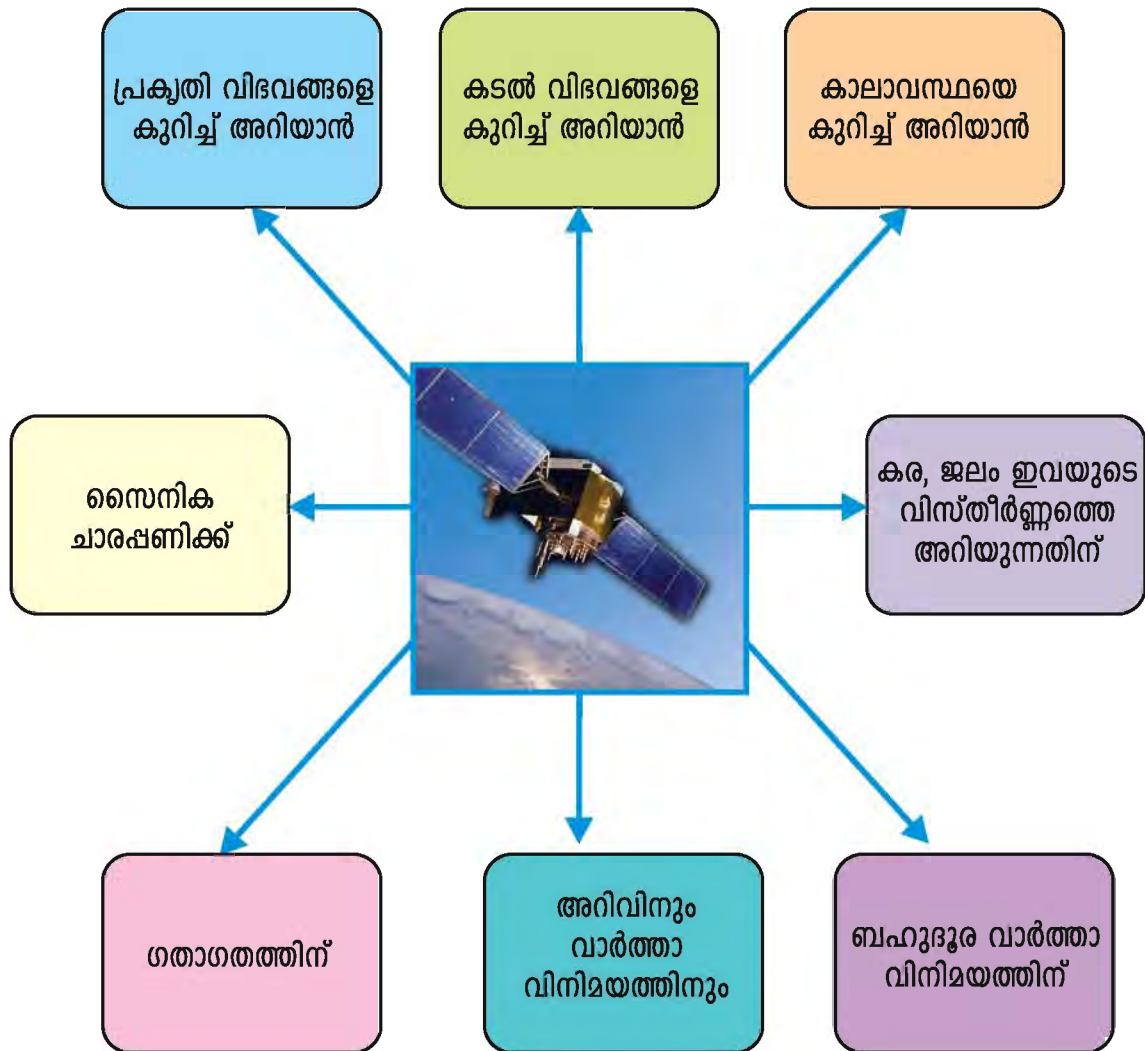 പ്രകൃതി വിഭവങ്ങളെ
കുറിച്ച് അറിയാൻ
കടൽ വിഭവങ്ങളെ
കുറിച്ച് അറിയാൻ
കാലാവസ്ഥയെ
കുറിച്ച് അറിയാൻ
സൈനിക
ചാരപ്പണിക്ക്
കര, ജലം ഇവയുടെ
വിസ്തീർണ്ണത്തെ
അറിയുന്നതിന്
ഗതാഗതത്തിന്
അറിവിനും
വാർത്താ
വിനിമയത്തിനും
ബഹുദൂര വാർത്താ
വിനിമയത്തിന്